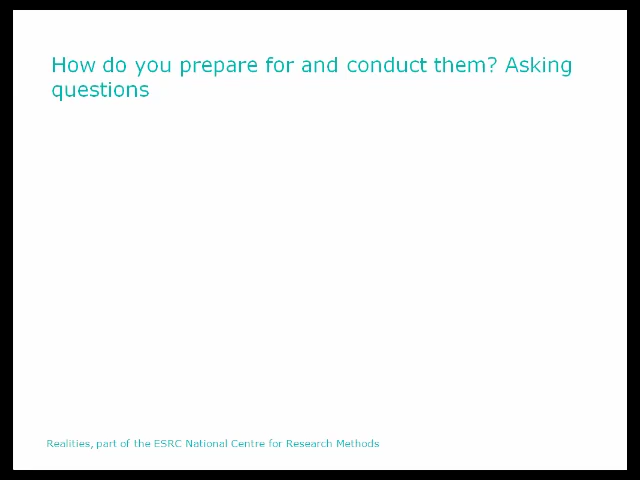 How do you prepare for and conduct them? Asking
questions
Realities, part of the ESRC National Centre for Research Methods